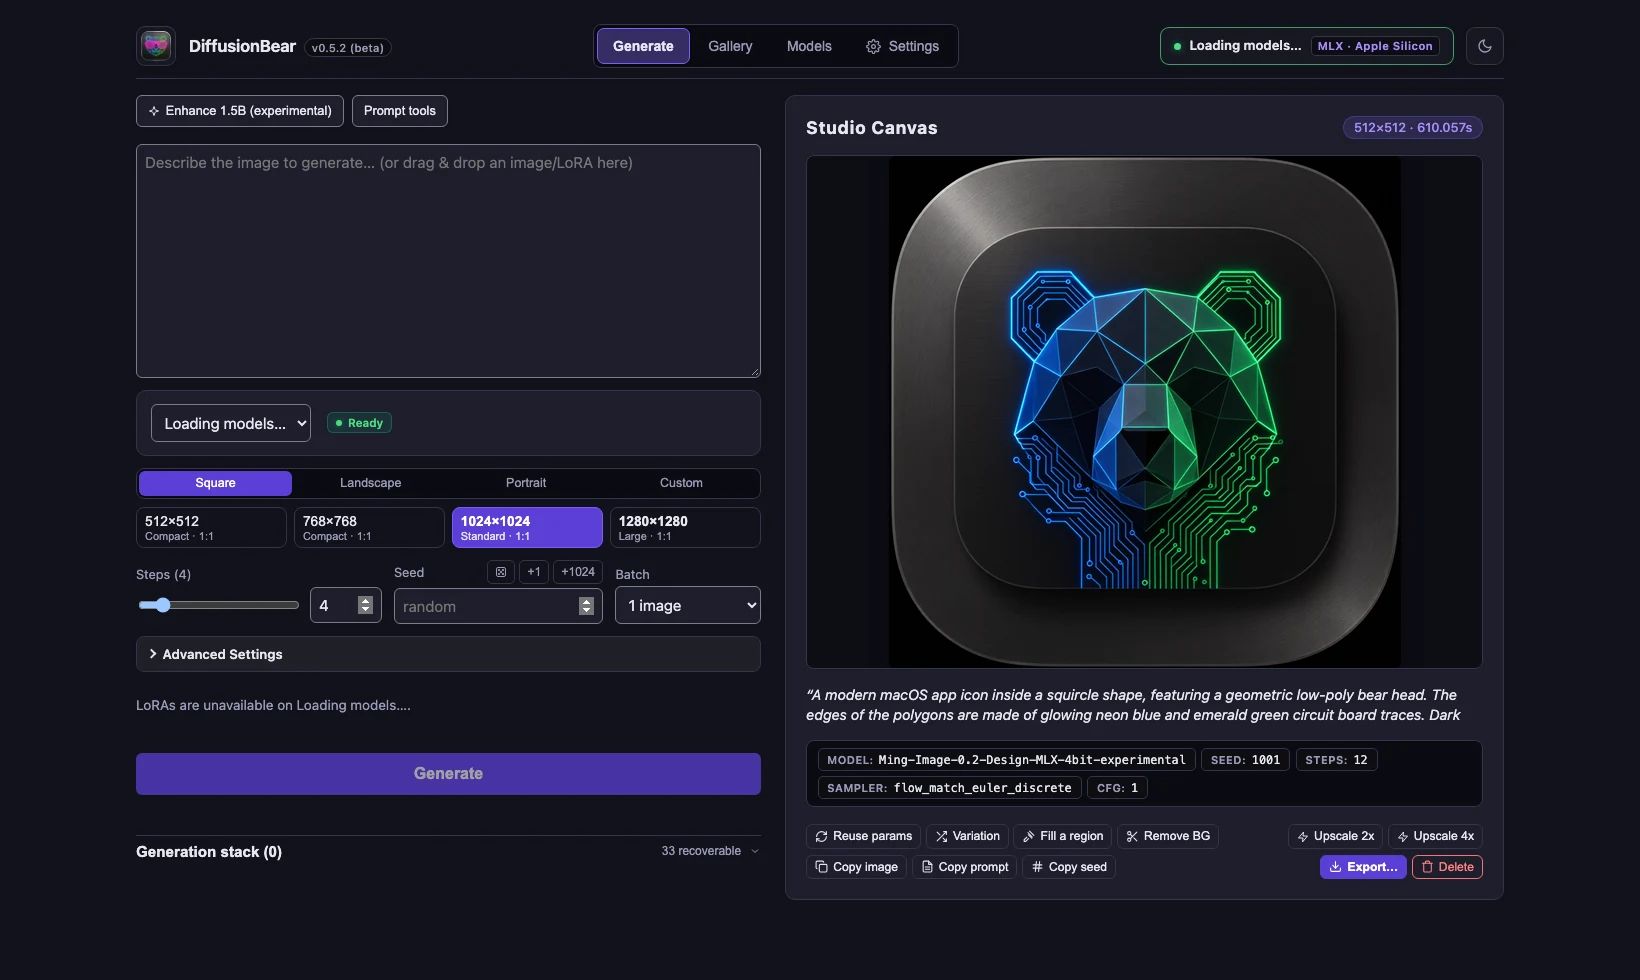 DiffusionBear v0.5.2 (beta)
Generate Gallery Models Settings
Loading models... MLX · Apple Silicon
Enhance 1.5B (experimental) Prompt tools
Describe the image to generate... (or drag & drop an image/LoRA here)
Loading models... Ready
Square Landscape Portrait Custom
512×512 768×768 1024×1024 1280×1280
Compact · 1:1 Compact · 1:1 Standard · 1:1 Large · 1:1
Steps (4) Seed +1 +1024 Batch
4 random 1 image
Advanced Settings
LoRAs are unavailable on Loading models....
Generate
Generation stack (0) 33 recoverable
Studio Canvas 512×512 · 610.057s
“A modern macOS app icon inside a squircle shape, featuring a geometric low-poly bear head. The
edges of the polygons are made of glowing neon blue and emerald green circuit board traces. Dark
MODEL: Ming-Image-0.2-Design-MLX-4bit-experimental SEED: 1001 STEPS: 12
SAMPLER: flow_match_euler_discrete CFG: 1
Reuse params Variation Fill a region Remove BG Upscale 2x Upscale 4x
Copy image Copy prompt Copy seed Export... Delete